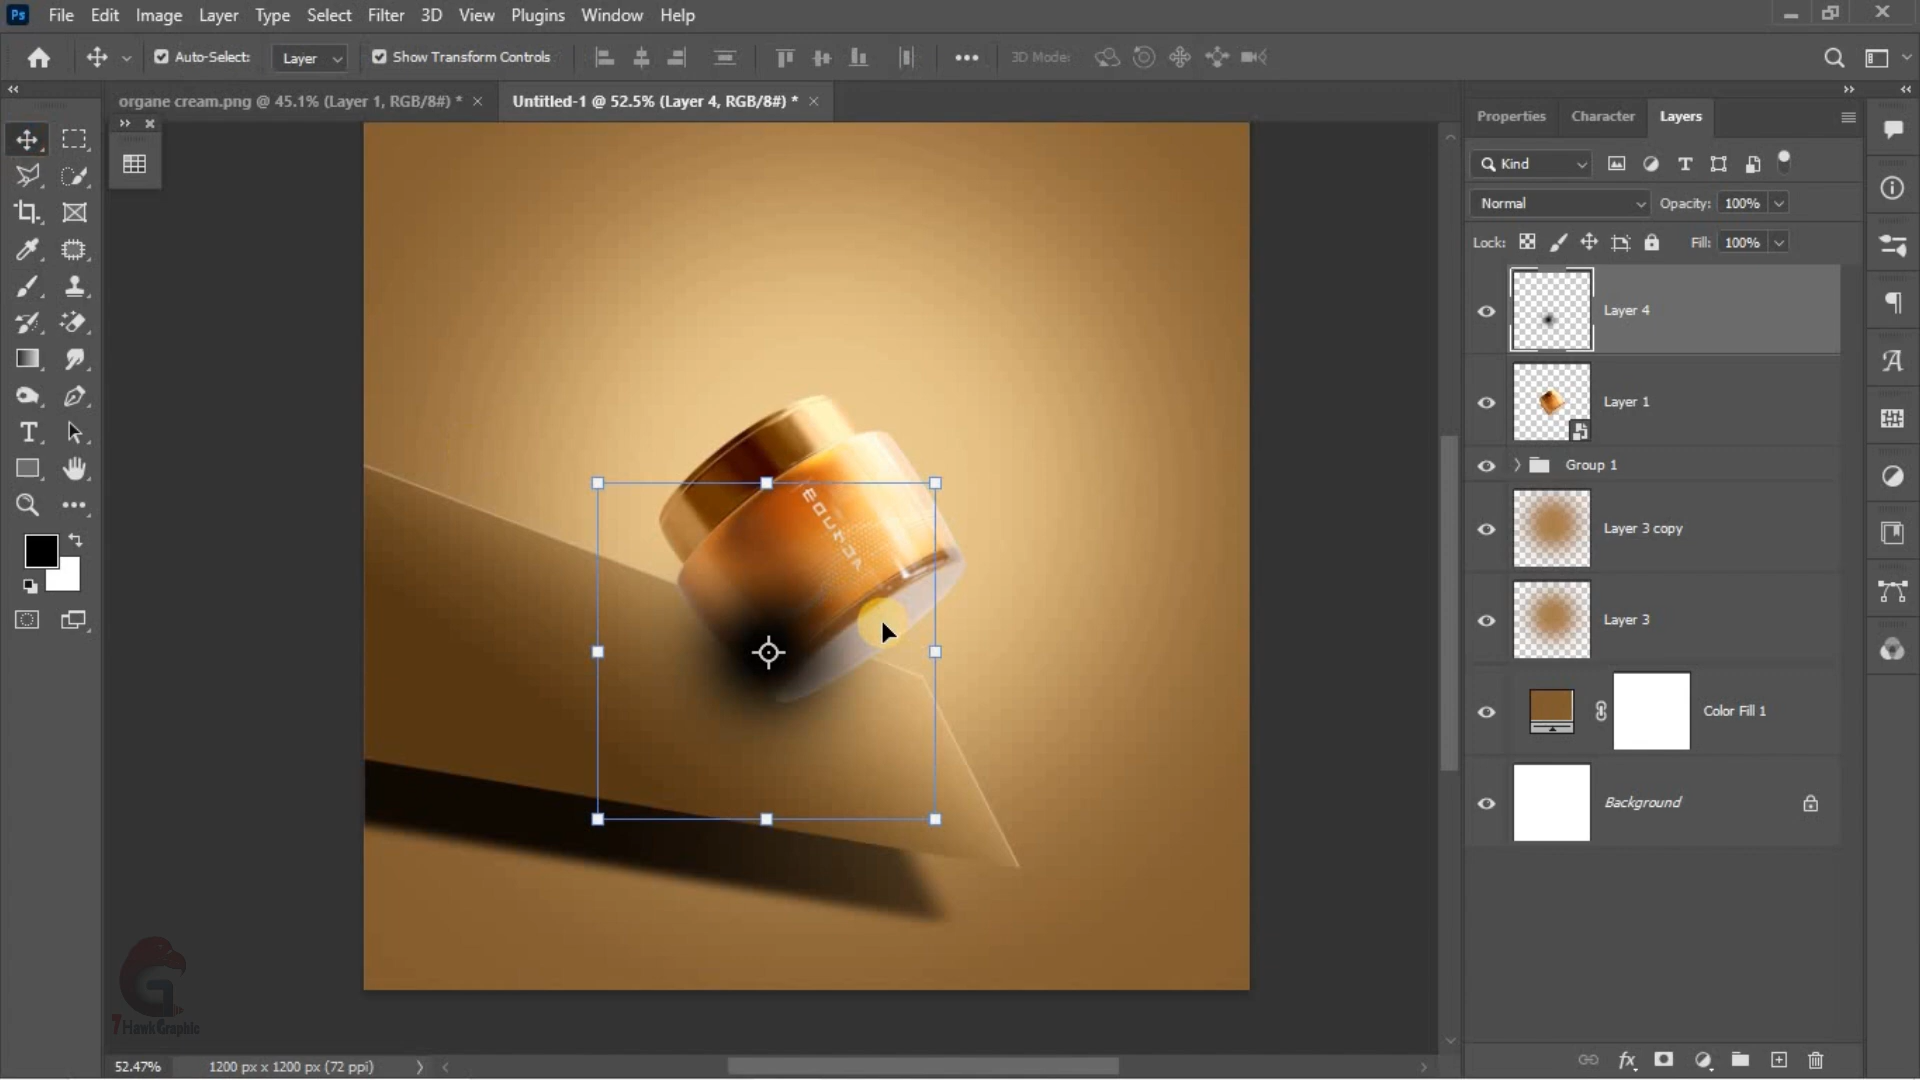 Ps File Edit Image Layer Type Select Filter 3D View Plugins Window Help
Auto-Select: Layer Show Transform Controls 3D Mode:
organe cream.png @ 45.1% (Layer 1, RGB/8#) * × Untitled-1 @ 52.5% (Layer 4, RGB/8#) * ×
Properties Character Layers
Kind
Normal Opacity: 100%
Lock: Fill: 100%
Layer 4
Layer 1
Group 1
Layer 3 copy
Layer 3
Color Fill 1
Background
7HawkGraphic
52.47% 1200 px x 1200 px (72 ppi)